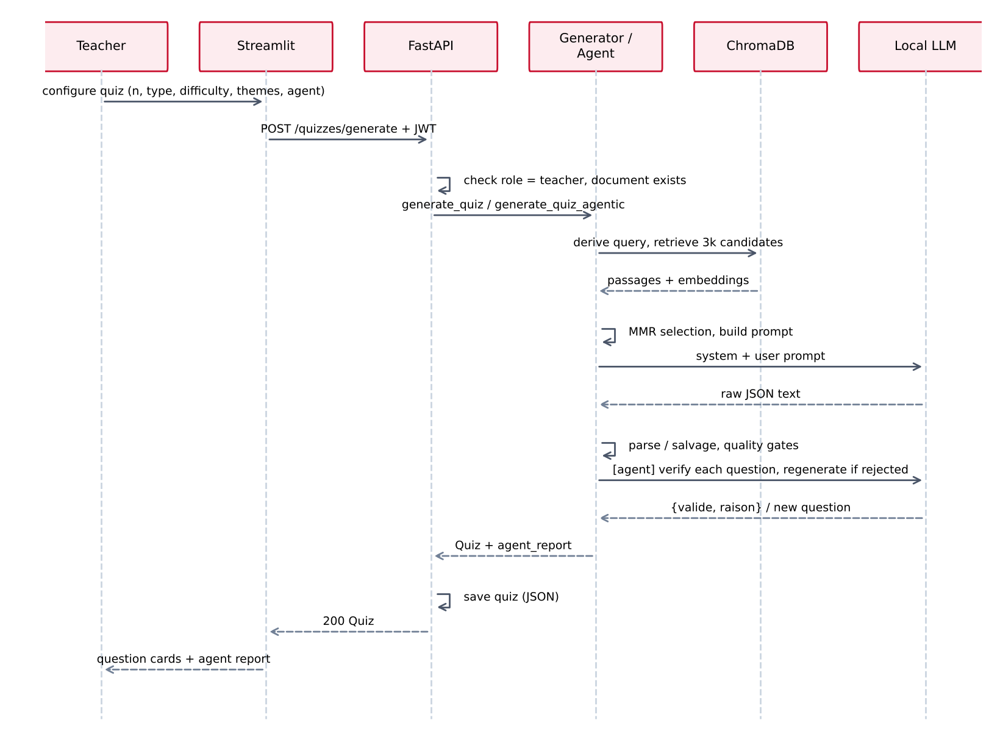 Teacher
Streamlit
FastAPI
Generator /
Agent
ChromaDB
Local LLM
configure quiz (n, type, difficulty, themes, agent)
POST /quizzes/generate + JWT
check role = teacher, document exists
generate_quiz / generate_quiz_agentic
derive query, retrieve 3k candidates
passages + embeddings
MMR selection, build prompt
system + user prompt
raw JSON text
parse / salvage, quality gates
[agent] verify each question, regenerate if rejected
{valide, raison} / new question
Quiz + agent_report
save quiz (JSON)
200 Quiz
question cards + agent report